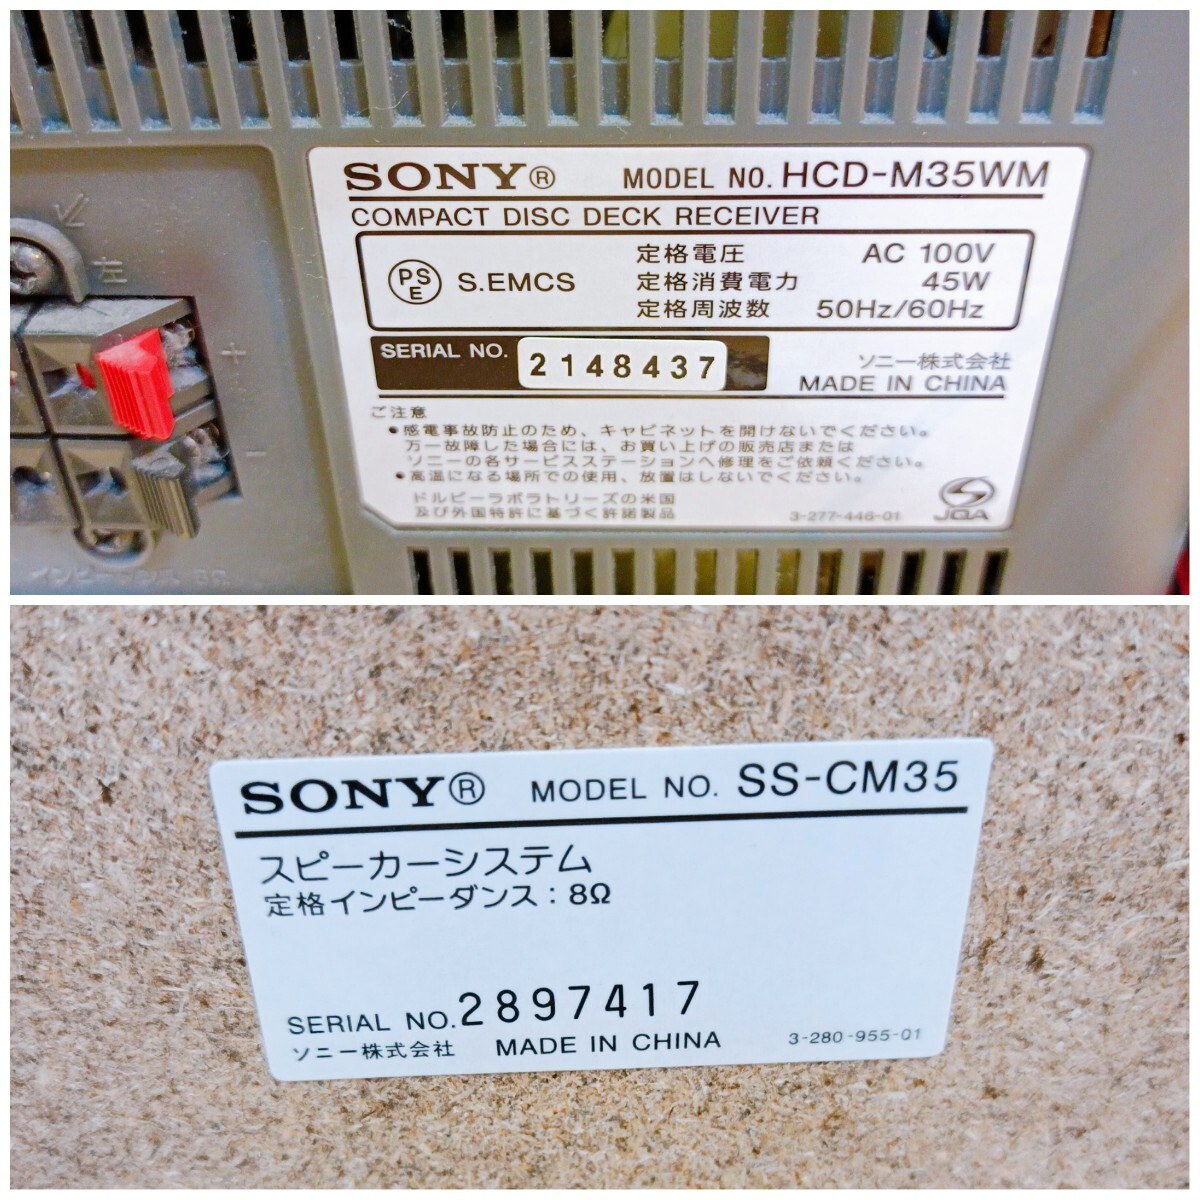 左
+
-
インピーダンス 8Ω
SONY® MODEL NO. HCD-M35WM
COMPACT DISC DECK RECEIVER
PSE S.EMCS
定格電圧 AC 100V
定格消費電力 45W
定格周波数 50Hz/60Hz
SERIAL NO. 2148437
ソニー株式会社
MADE IN CHINA
ご注意
●感電事故防止のため、キャビネットを開けないでください。
万一故障した場合には、お買い上げの販売店または
ソニーの各サービスステーションへ修理をご依頼ください。
●高温になる場所での使用、放置はしないでください。
ドルビーラボラトリーズの米国
及び外国特許に基づく許諾製品
3-277-446-01
JQA
SONY® MODEL NO. SS-CM35
スピーカーシステム
定格インピーダンス：8Ω
SERIAL NO. 2897417
ソニー株式会社 MADE IN CHINA 3-280-955-01